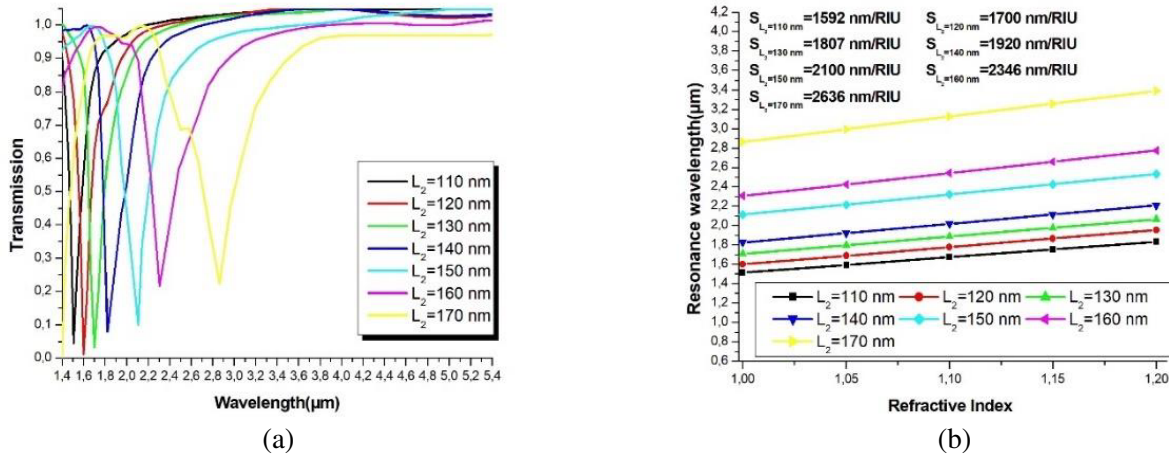 1,0
0,9
0,8
0,7
0,6
0,5
0,4
0,3
0,2
0,1
0,0
Transmission
L2=110 nm
L2=120 nm
L2=130 nm
L2=140 nm
L2=150 nm
L2=160 nm
L2=170 nm
1,4 1,6 1,8 2,0 2,2 2,4 2,6 2,8 3,0 3,2 3,4 3,6 3,8 4,0 4,2 4,4 4,6 4,8 5,0 5,2 5,4
Wavelength(µm)
(a)
4,2
4,0
3,8
3,6
3,4
3,2
3,0
2,8
2,6
2,4
2,2
2,0
1,8
1,6
1,4
1,2
1,0
0,8
0,6
Resonance wavelength(µm)
S L2=110 nm =1592 nm/RIU S L2=120 nm =1700 nm/RIU
S L2=130 nm =1807 nm/RIU S L2=140 nm =1920 nm/RIU
S L2=150 nm =2100 nm/RIU S L2=160 nm =2346 nm/RIU
S L2=170 nm =2636 nm/RIU
L2=110 nm L2=120 nm L2=130 nm
L2=140 nm L2=150 nm L2=160 nm
L2=170 nm
1,00 1,05 1,10 1,15 1,20
Refractive Index
(b)